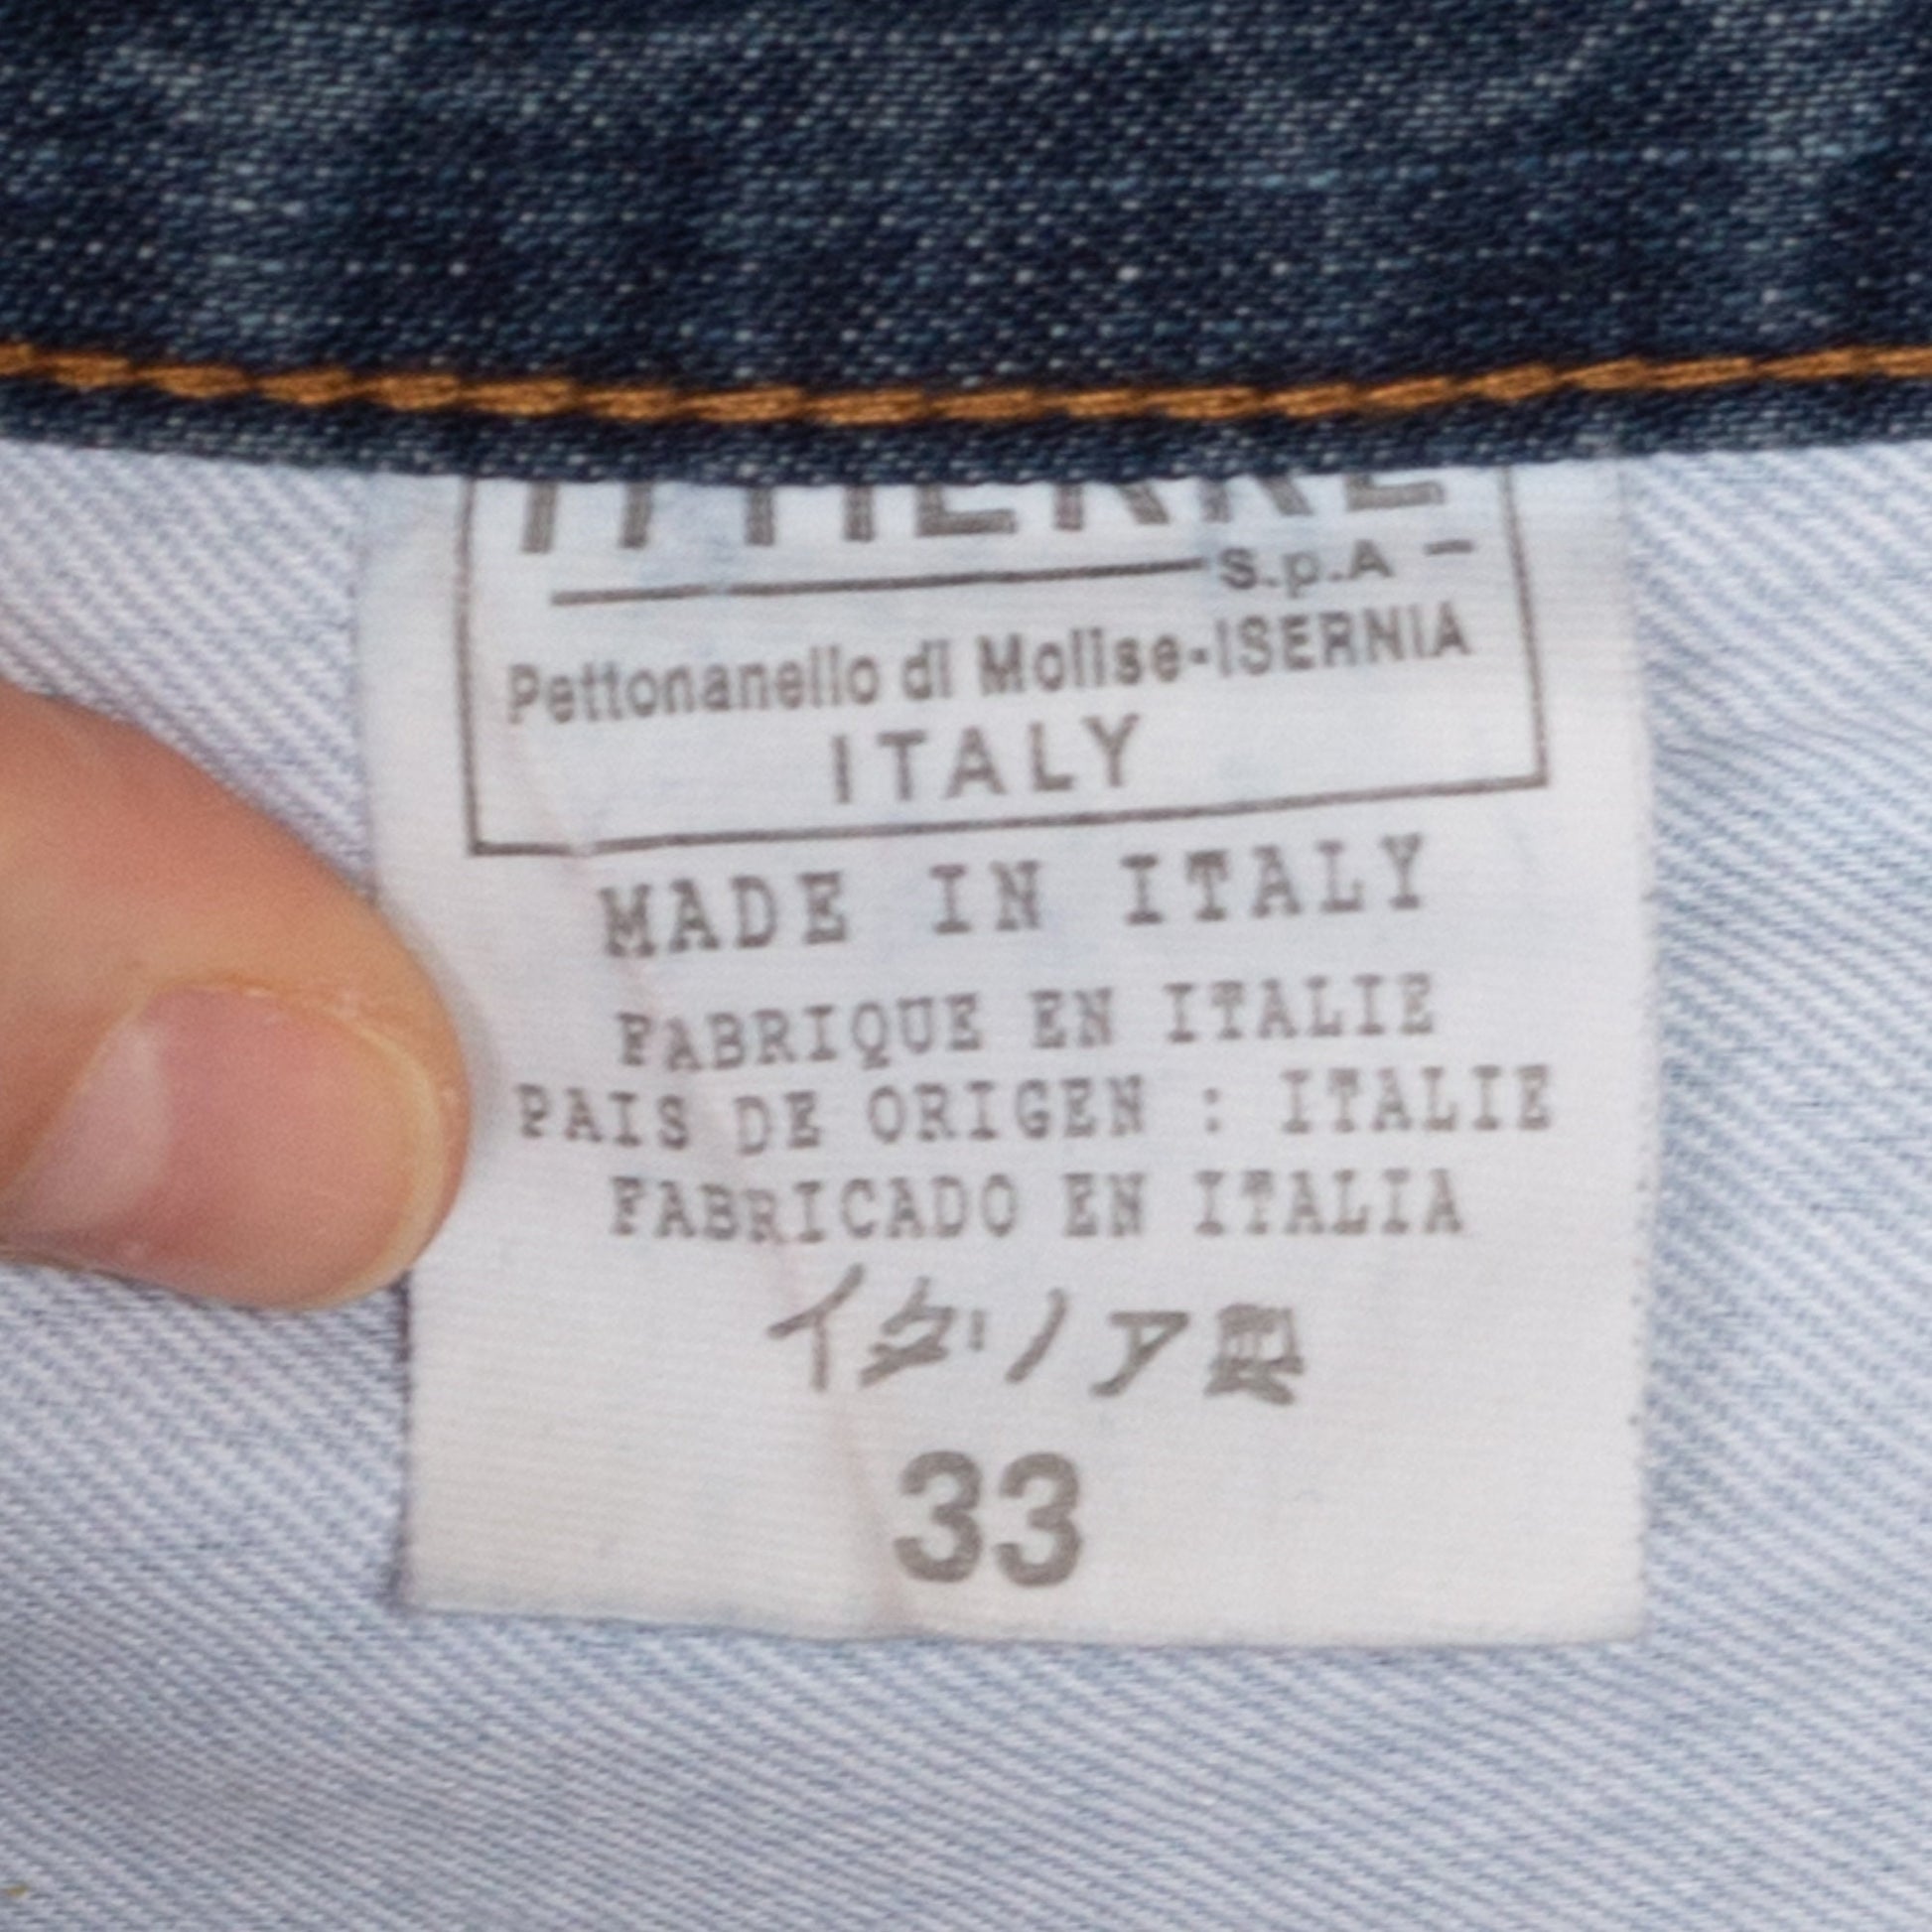 ITTIERRE
S.p.A
Pettonanello di Molise-ISERNIA
ITALY
MADE IN ITALY
FABRIQUE EN ITALIE
PAIS DE ORIGEN : ITALIE
FABRICADO EN ITALIA
イタリア製
33